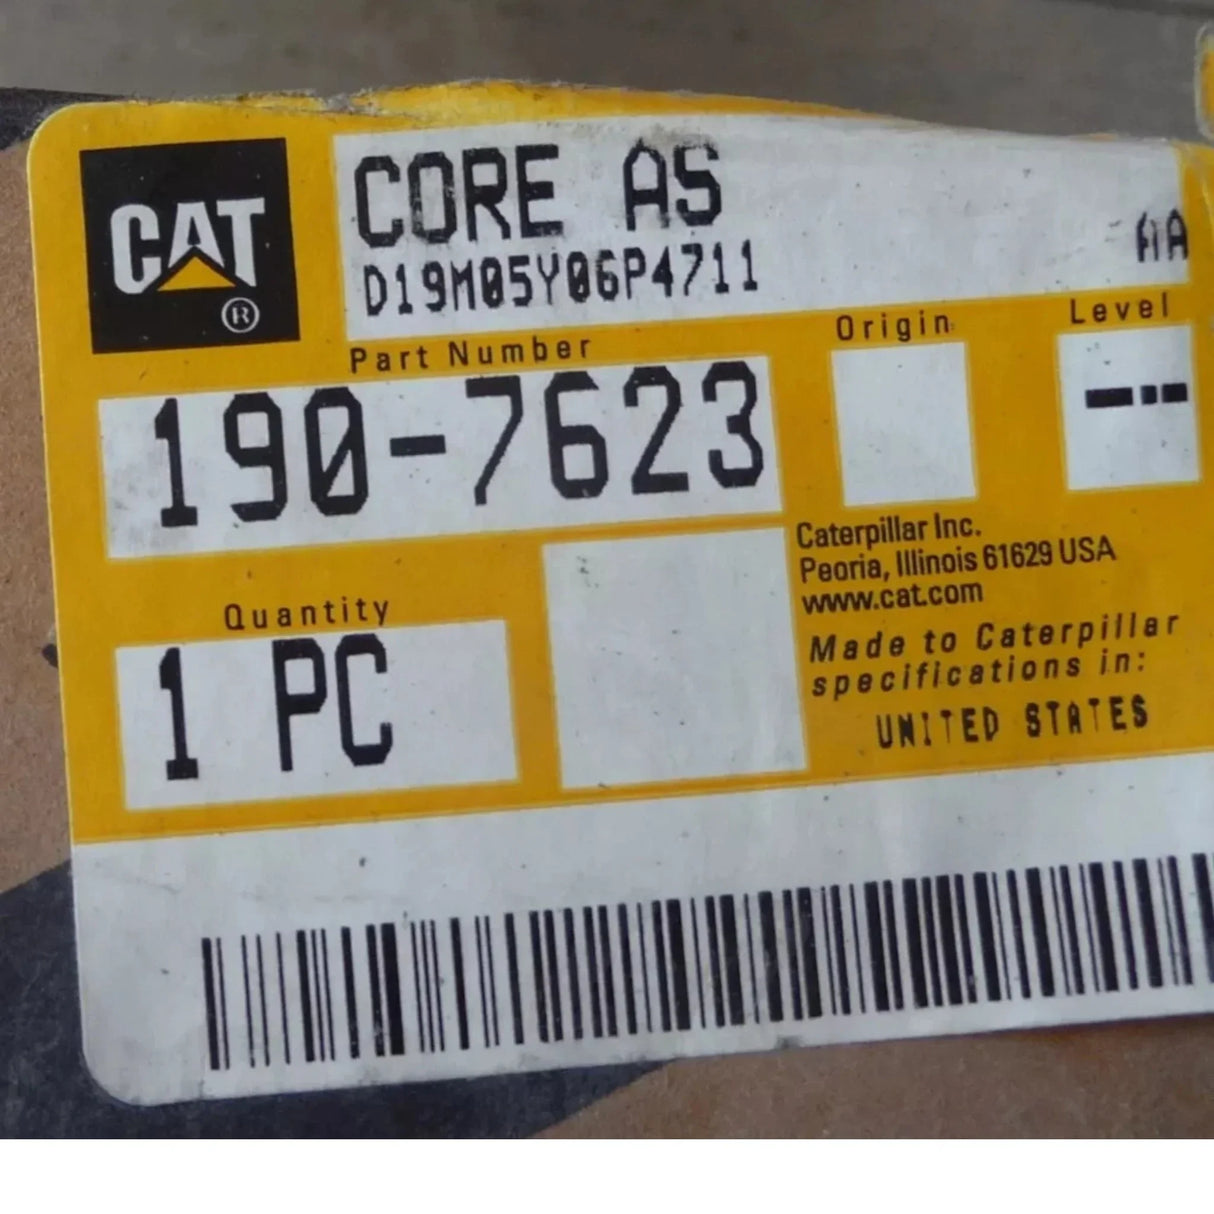 CAT
®
CORE AS
D19M05Y06P4711
AA
Part Number
Origin
Level
190-7623
--·--
Caterpillar Inc.
Peoria, Illinois 61629 USA
www.cat.com
Quantity
1 PC
Made to Caterpillar
specifications in:
UNITED STATES